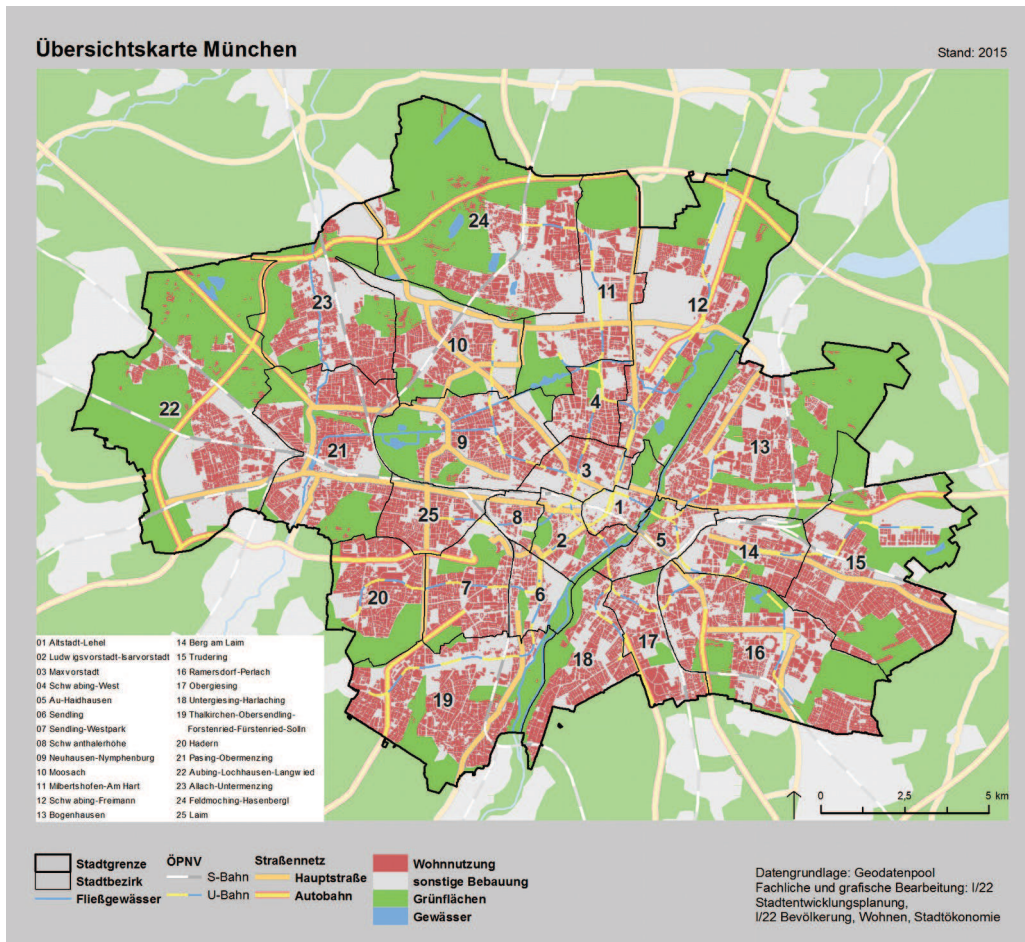 Übersichtskarte München
Stand: 2015
24
11
12
23
10
22
4
13
9
21
3
1
25
8
2
5
14
15
20
7
6
17
16
18
19
01 Altstadt-Lehel
02 Ludwigsvorstadt-Isarvorstadt
03 Maxvorstadt
04 Schwabing-West
05 Au-Haidhausen
06 Sendling
07 Sendling-Westpark
08 Schwanthalerhöhe
09 Neuhausen-Nymphenburg
10 Moosach
11 Milbertshofen-Am Hart
12 Schwabing-Freimann
13 Bogenhausen
14 Berg am Laim
15 Trudering
16 Ramersdorf-Perlach
17 Obergiesing
18 Untergiesing-Harlaching
19 Thalkirchen-Obersendling-
Forstenried-Fürstenried-Solln
20 Hadern
21 Pasing-Obermenzing
22 Aubing-Lochhausen-Langwied
23 Allach-Untermenzing
24 Feldmoching-Hasenbergl
25 Laim
0 2,5 5 km
Stadtgrenze
Stadtbezirk
Fließgewässer
ÖPNV
S-Bahn
U-Bahn
Straßennetz
Hauptstraße
Autobahn
Wohnnutzung
sonstige Bebauung
Grünflächen
Gewässer
Datengrundlage: Geodatenpool
Fachliche und grafische Bearbeitung: I/22
Stadtentwicklungsplanung,
I/22 Bevölkerung, Wohnen, Stadtökonomie